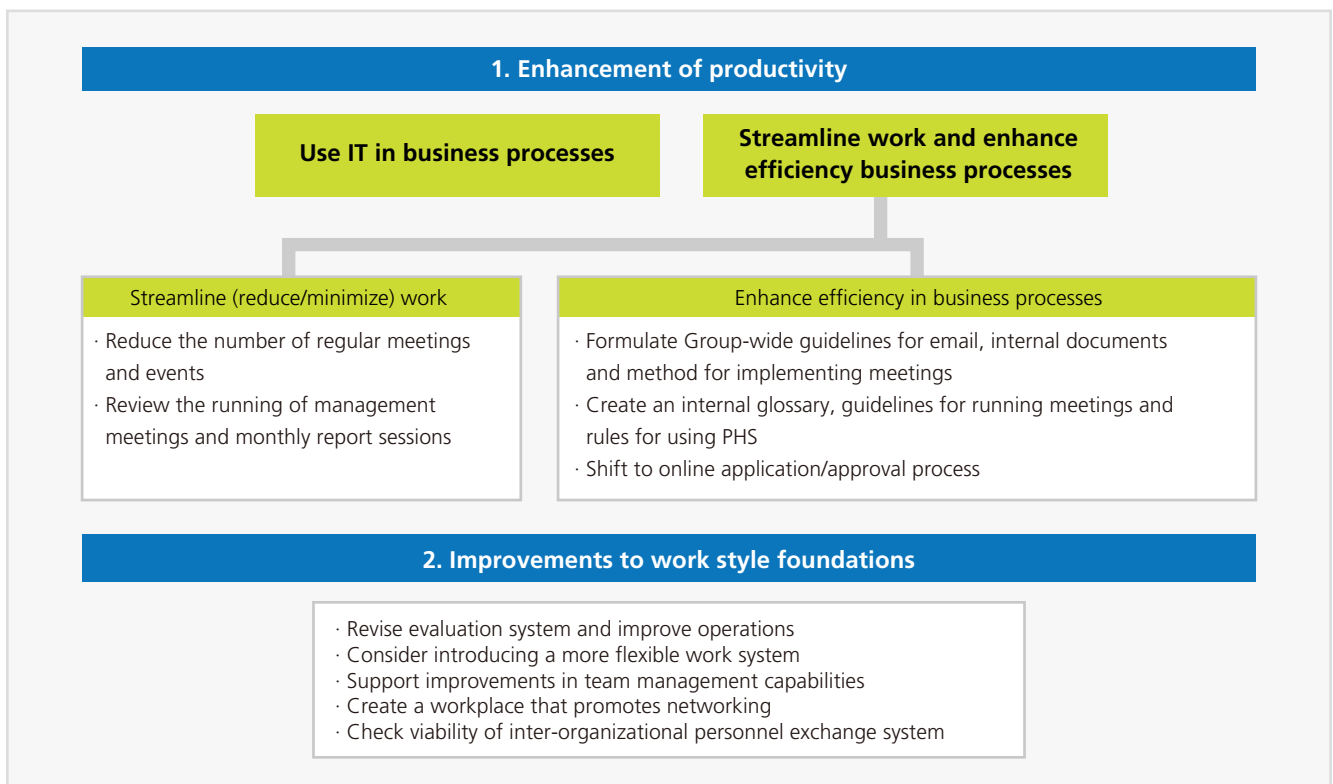 1. Enhancement of productivity
Use IT in business processes
Streamline work and enhance
efficiency business processes
Streamline (reduce/minimize) work
· Reduce the number of regular meetings
and events
· Review the running of management
meetings and monthly report sessions
Enhance efficiency in business processes
· Formulate Group-wide guidelines for email, internal documents
and method for implementing meetings
· Create an internal glossary, guidelines for running meetings and
rules for using PHS
· Shift to online application/approval process
2. Improvements to work style foundations
· Revise evaluation system and improve operations
· Consider introducing a more flexible work system
· Support improvements in team management capabilities
· Create a workplace that promotes networking
· Check viability of inter-organizational personnel exchange system